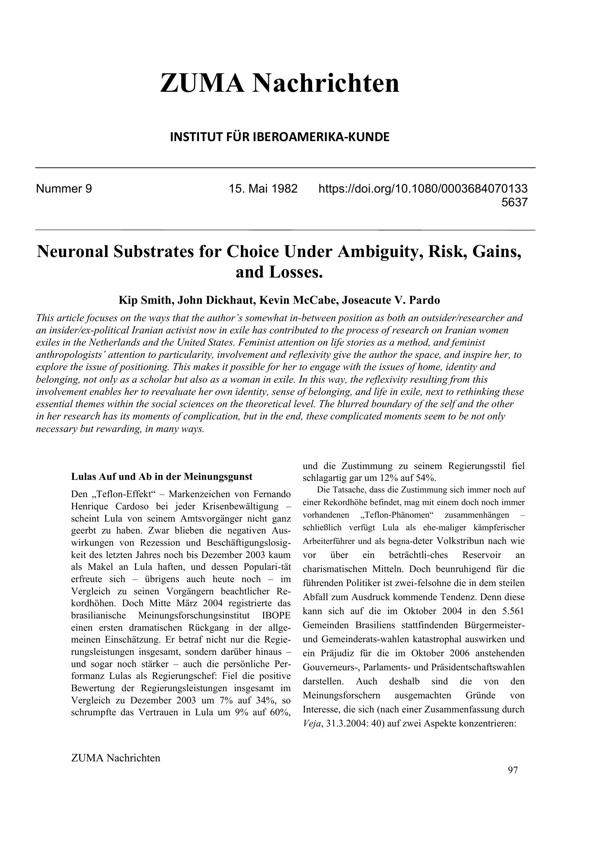 ZUMA Nachrichten
INSTITUT FÜR IBEROAMERIKA-KUNDE
Nummer 9 15. Mai 1982 https://doi.org/10.1080/0003684070133
5637
Neuronal Substrates for Choice Under Ambiguity, Risk, Gains,
and Losses.
Kip Smith, John Dickhaut, Kevin McCabe, Joseacute V. Pardo
This article focuses on the ways that the author's somewhat in-between position as both an outsider/researcher and
an insider/ex-political Iranian activist now in exile has contributed to the process of research on Iranian women
exiles in the Netherlands and the United States. Feminist attention on life stories as a method, and feminist
anthropologists' attention to particularity, involvement and reflexivity give the author the space, and inspire her, to
explore the issue of positioning. This makes it possible for her to engage with the issues of home, identity and
belonging, not only as a scholar but also as a woman in exile. In this way, the reflexivity resulting from this
involvement enables her to reevaluate her own identity, sense of belonging, and life in exile, next to rethinking these
essential themes within the social sciences on the theoretical level. The blurred boundary of the self and the other
in her research has its moments of complication, but in the end, these complicated moments seem to be not only
necessary but rewarding, in many ways.
Lulas Auf und Ab in der Meinungsgunst
Den „Teflon-Effekt“ – Markenzeichen von Fernando
Henrique Cardoso bei jeder Krisenbewältigung –
scheint Lula von seinem Amtsvorgänger nicht ganz
geerbt zu haben. Zwar blieben die negativen Aus-
wirkungen von Rezession und Beschäftigungslosig-
keit des letzten Jahres noch bis Dezember 2003 kaum
als Makel an Lula haften, und dessen Populari-tät
erfreute sich – übrigens auch heute noch – im
Vergleich zu seinen Vorgängern beachtlicher Re-
kordhöhen. Doch Mitte März 2004 registrierte das
brasilianische Meinungsforschungsinstitut IBOPE
einen ersten dramatischen Rückgang in der allge-
meinen Einschätzung. Er betraf nicht nur die Regie-
rungsleistungen insgesamt, sondern darüber hinaus –
und sogar noch stärker – auch die persönliche Per-
formanz Lulas als Regierungschef: Fiel die positive
Bewertung der Regierungsleistungen insgesamt im
Vergleich zu Dezember 2003 um 7% auf 34%, so
schrumpfte das Vertrauen in Lula um 9% auf 60%,
und die Zustimmung zu seinem Regierungsstil fiel
schlagartig gar um 12% auf 54%.
Die Tatsache, dass die Zustimmung sich immer noch auf
einer Rekordhöhe befindet, mag mit einem doch noch immer
vorhandenen „Teflon-Phänomen“ zusammenhängen –
schließlich verfügt Lula als ehe-maliger kämpferischer
Arbeiterführer und als begna-deter Volkstribun nach wie
vor über ein beträchtli-ches Reservoir an
charismatischen Mitteln. Doch beunruhigend für die
führenden Politiker ist zwei-felsohne die in dem steilen
Abfall zum Ausdruck kommende Tendenz. Denn diese
kann sich auf die im Oktober 2004 in den 5.561
Gemeinden Brasiliens stattfindenden Bürgermeister-
und Gemeinderats-wahlen katastrophal auswirken und
ein Präjudiz für die im Oktober 2006 anstehenden
Gouverneurs-, Parlaments- und Präsidentschaftswahlen
darstellen. Auch deshalb sind die von den
Meinungsforschern ausgemachten Gründe von
Interesse, die sich (nach einer Zusammenfassung durch
Veja, 31.3.2004: 40) auf zwei Aspekte konzentrieren:
ZUMA Nachrichten
97